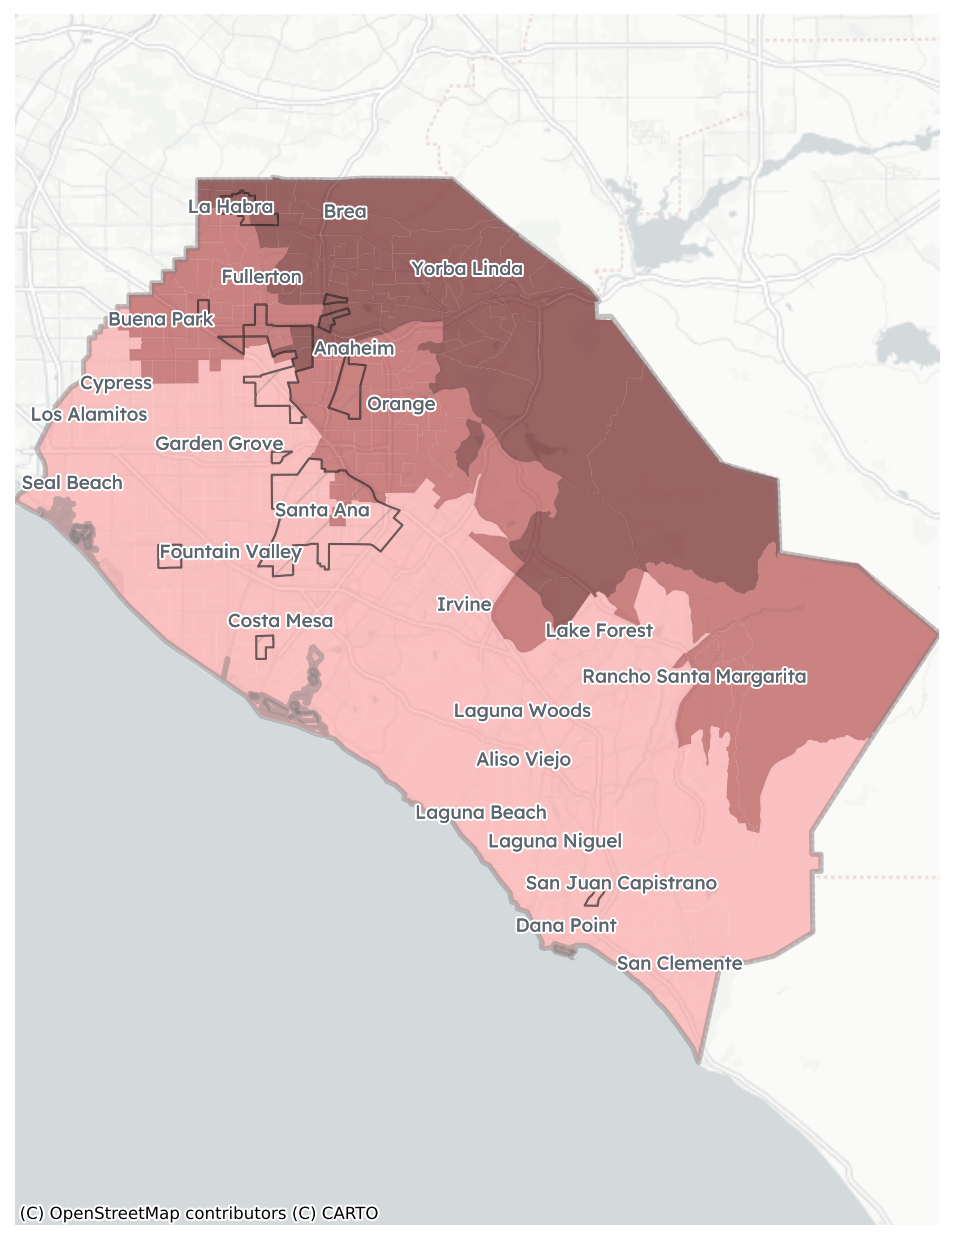 La Habra
Brea
Yorba Linda
Fullerton
Buena Park
Anaheim
Cypress
Orange
Los Alamitos
Garden Grove
Seal Beach
Santa Ana
Fountain Valley
Irvine
Costa Mesa
Lake Forest
Rancho Santa Margarita
Laguna Woods
Aliso Viejo
Laguna Beach
Laguna Niguel
San Juan Capistrano
Dana Point
San Clemente
(C) OpenStreetMap contributors (C) CARTO